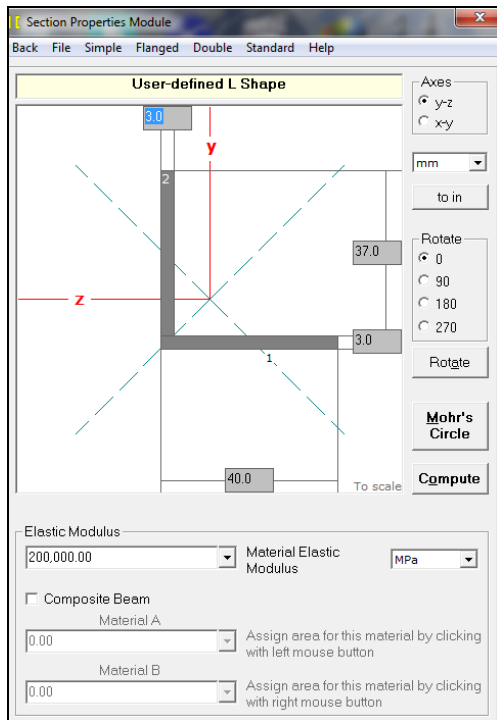 Section Properties Module
Back File Simple Flanged Double Standard Help
User-defined L Shape
3.0
y
2
z
37.0
3.0
1
40.0
To scale
Axes
y-z
x-y
mm
to in
Rotate
0
90
180
270
Rotate
Mohr's
Circle
Compute
Elastic Modulus
200,000.00
Material Elastic
Modulus
MPa
Composite Beam
Material A
0.00
Assign area for this material by clicking
with left mouse button
Material B
0.00
Assign area for this material by clicking
with right mouse button